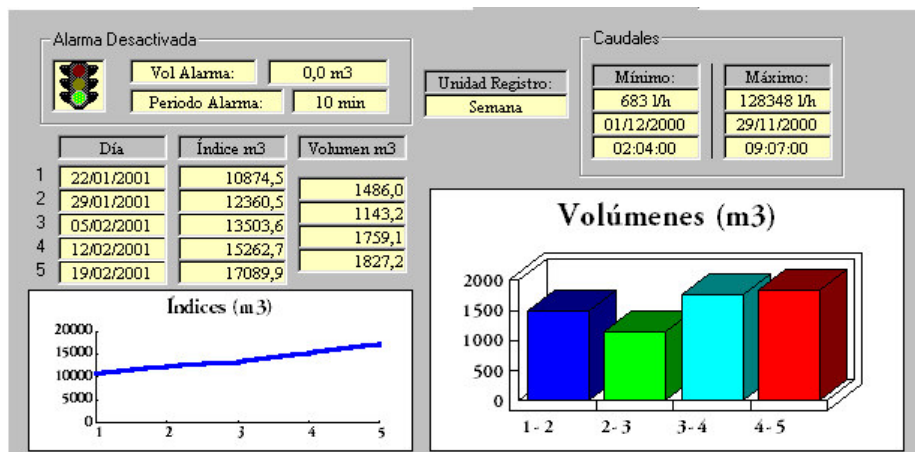 Alarma Desactivada
Vol Alarma: 0,0 m3
Periodo Alarma: 10 min
Unidad Registro:
Semana
Caudales
Mínimo: Máximo:
683 l/h 128348 l/h
01/12/2000 29/11/2000
02:04:00 09:07:00
Día Índice m3 Volumen m3
1 22/01/2001 10874,5
1486,0
2 29/01/2001 12360,5
1143,2
3 05/02/2001 13503,6
1759,1
4 12/02/2001 15262,7
1827,2
5 19/02/2001 17089,9
Índices (m3)
20000
15000
10000
5000
0
1 2 3 4 5
Volúmenes (m3)
2000
1500
1000
500
0
1 - 2 2 - 3 3 - 4 4 - 5